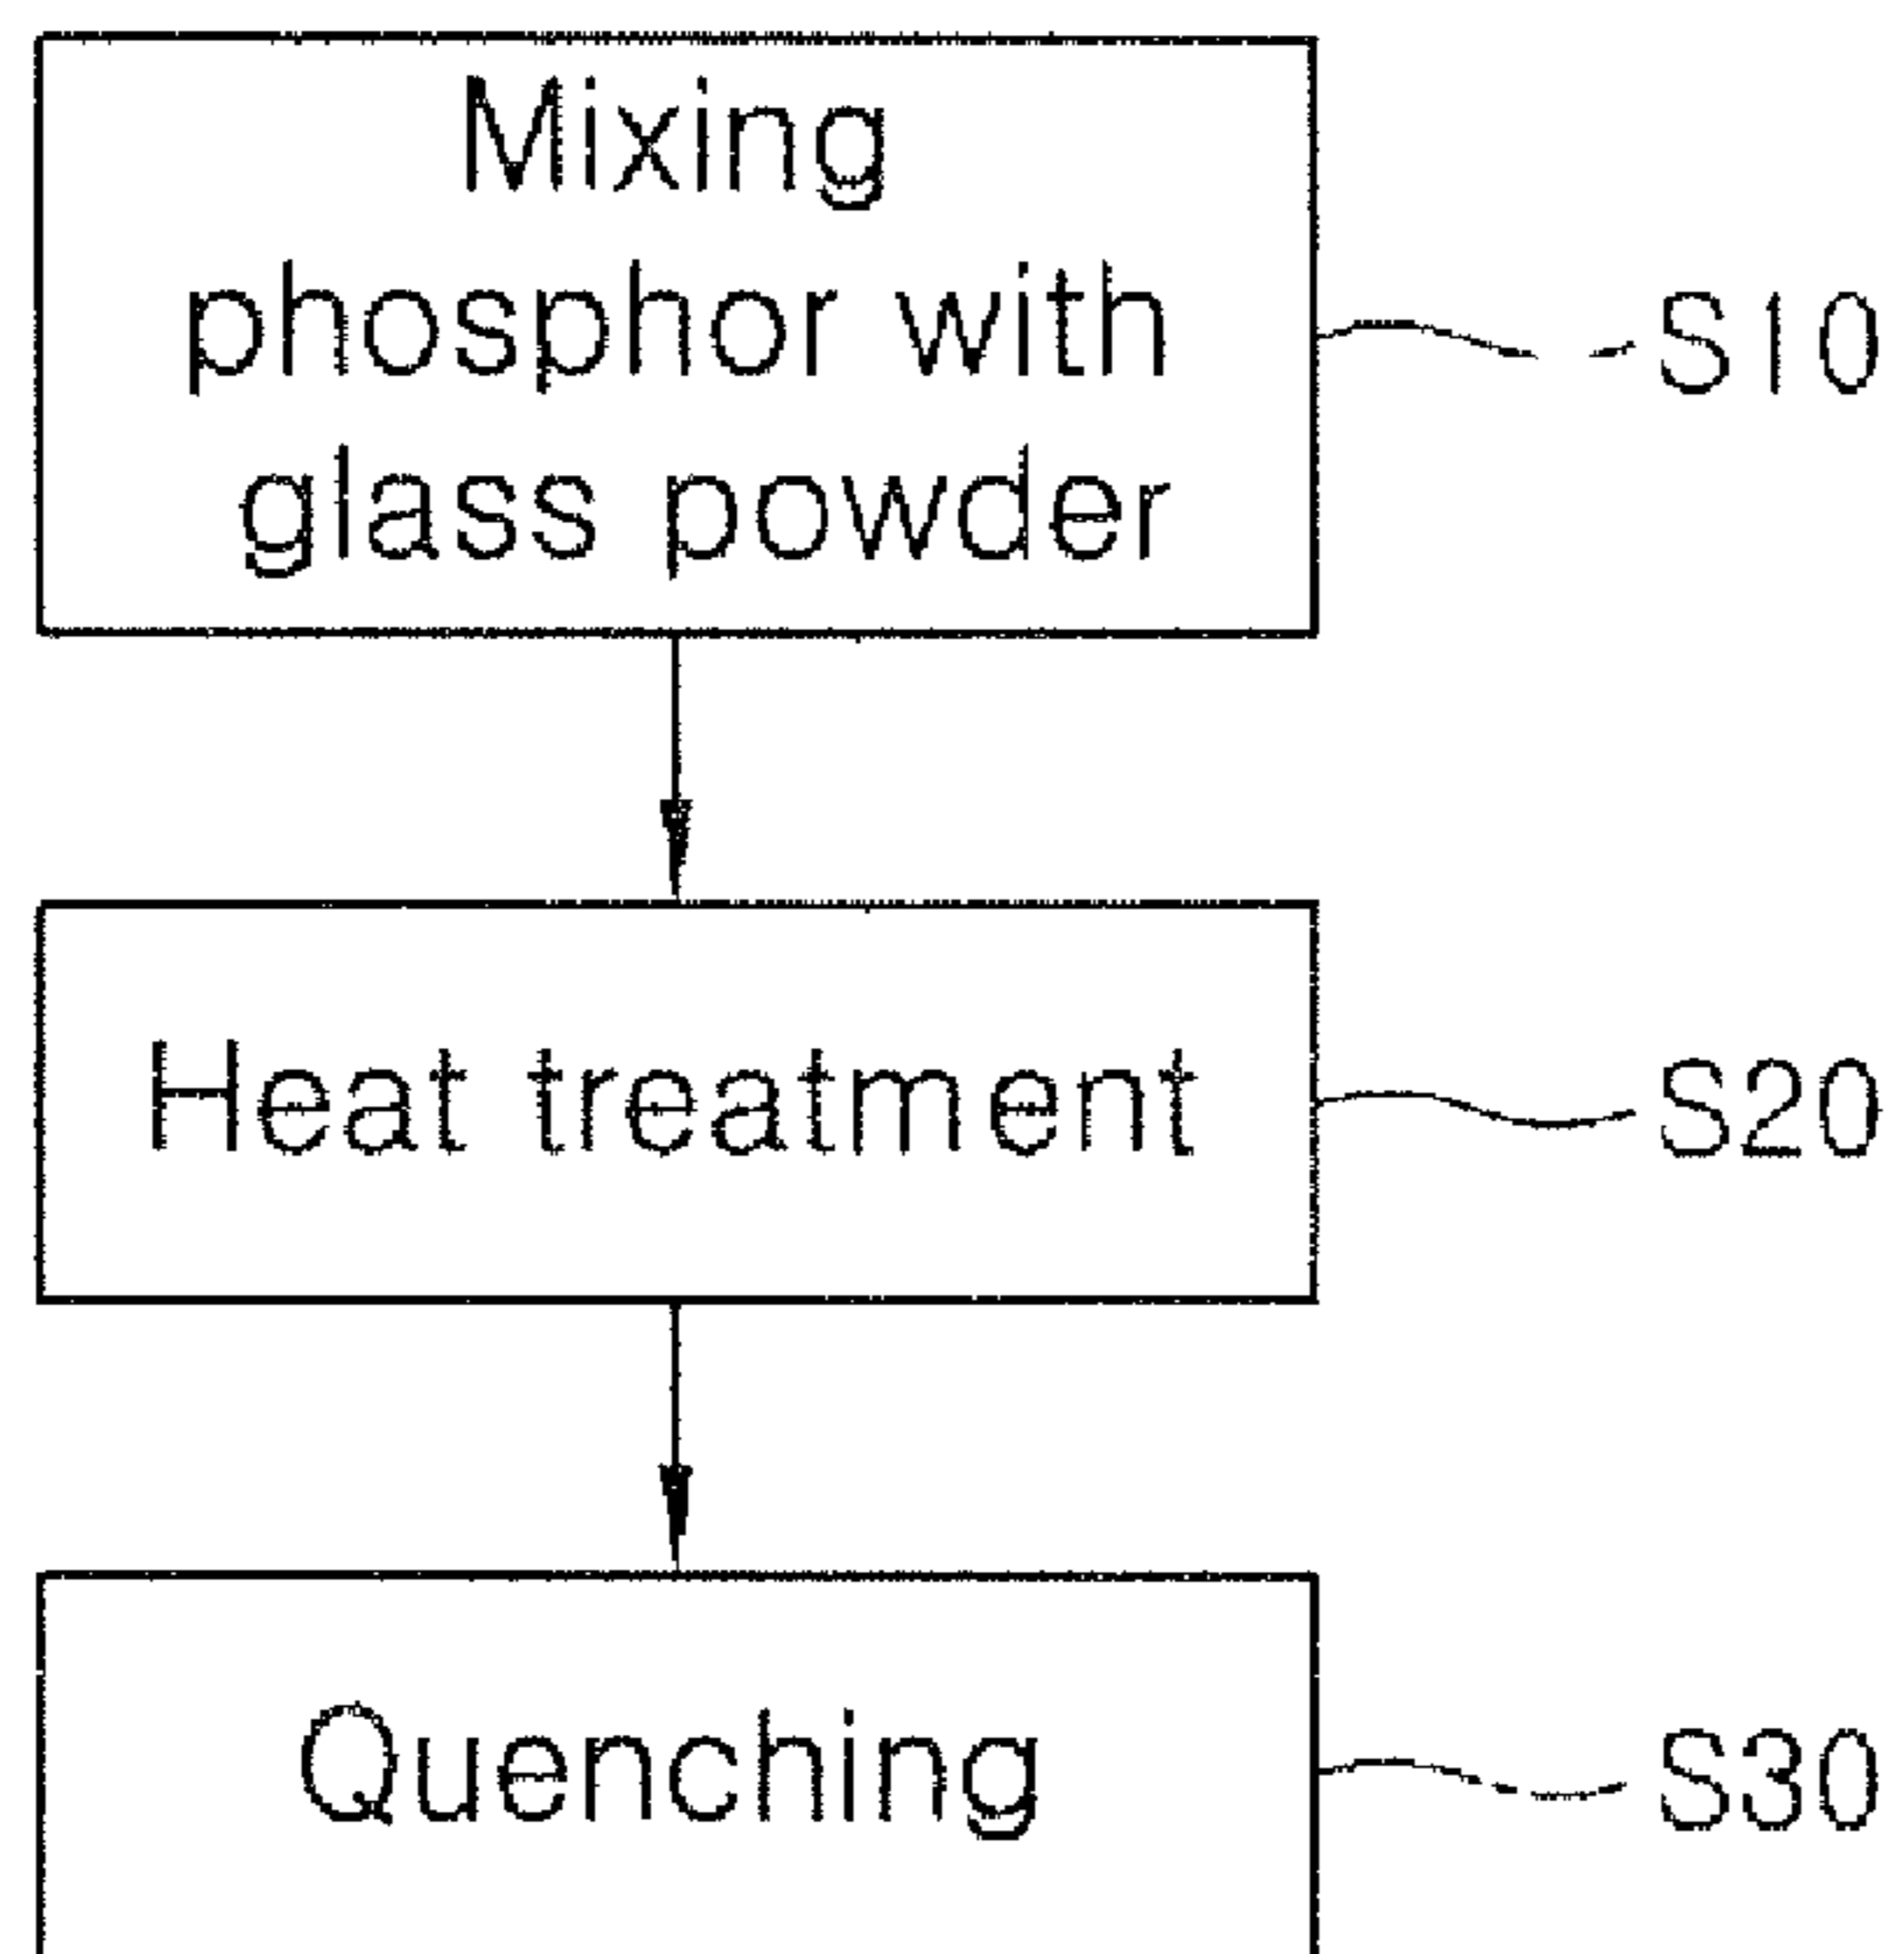 Mixing
phosphor with
glass powder
S10
Heat treatment
S20
Quenching
S30